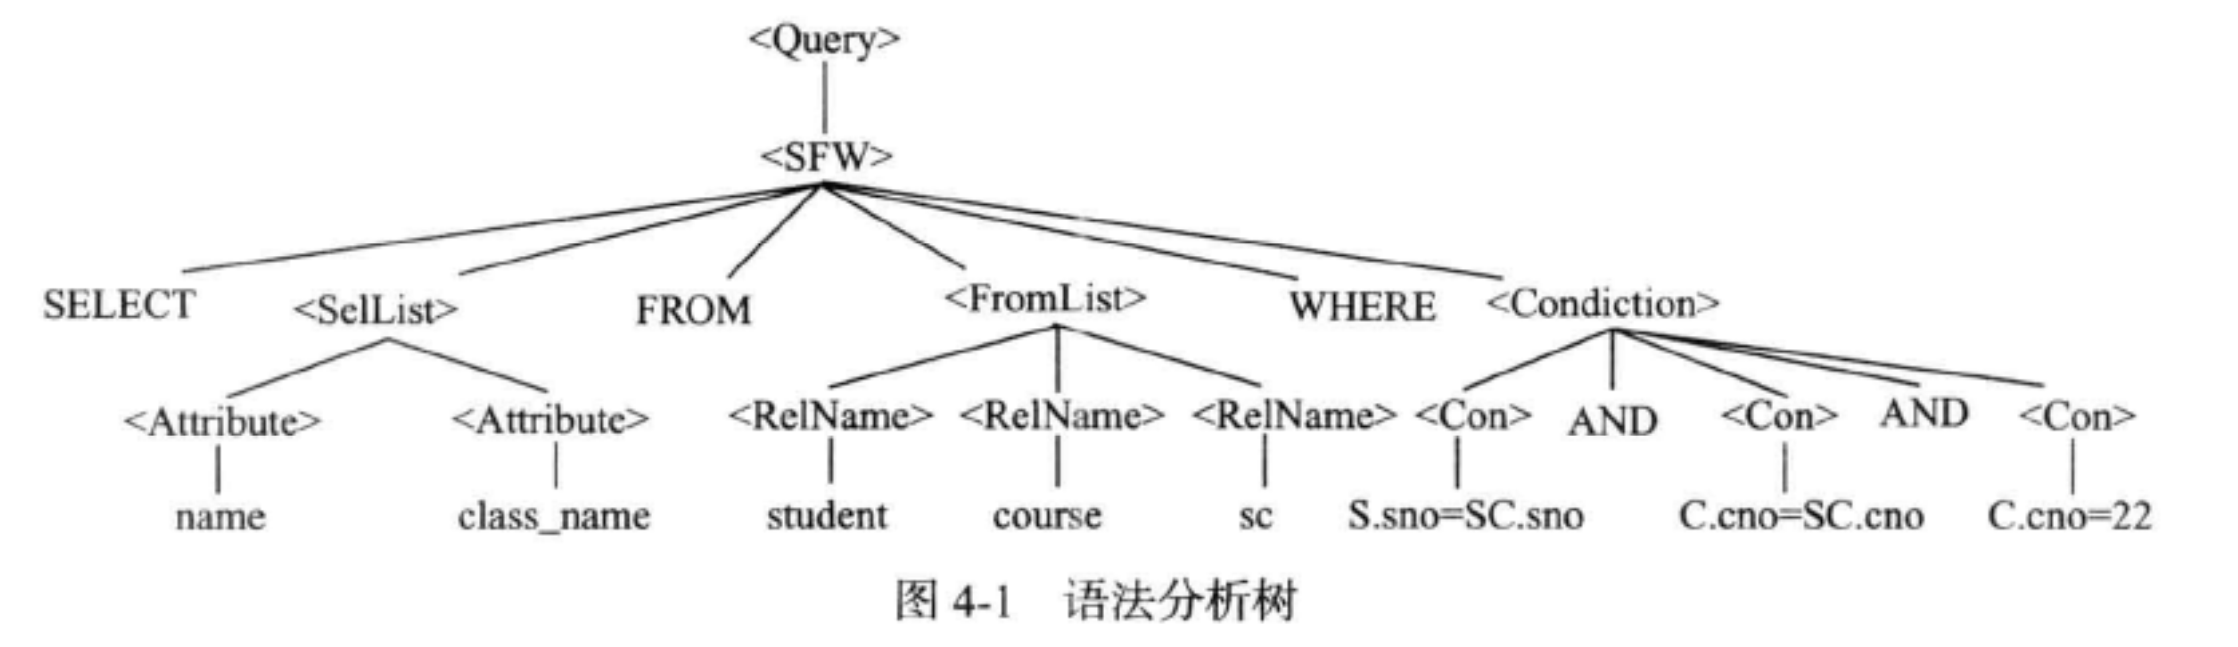 <Query>
<SFW>
SELECT <SelList> FROM <FromList> WHERE <Condiction>
<Attribute> <Attribute> <RelName> <RelName> <RelName> <Con> AND <Con> AND <Con>
name class_name student course sc S.sno=SC.sno C.cno=SC.cno C.cno=22
图 4-1 语法分析树